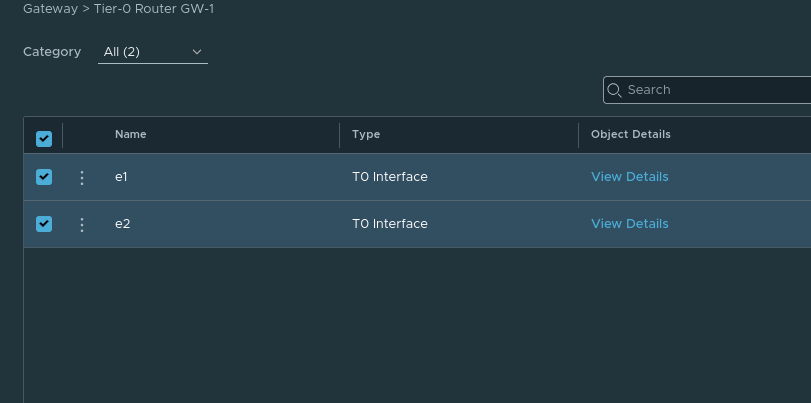 Gateway > Tier-0 Router GW-1
Category All (2)
Search
Name Type Object Details
e1 T0 Interface View Details
e2 T0 Interface View Details